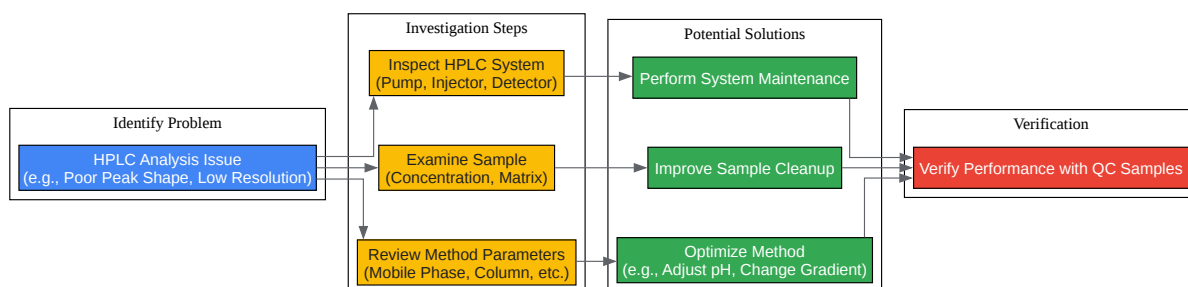 Identify Problem
HPLC Analysis Issue
(e.g., Poor Peak Shape, Low Resolution)
Investigation Steps
Inspect HPLC System
(Pump, Injector, Detector)
Examine Sample
(Concentration, Matrix)
Review Method Parameters
(Mobile Phase, Column, etc.)
Potential Solutions
Perform System Maintenance
Improve Sample Cleanup
Optimize Method
(e.g., Adjust pH, Change Gradient)
Verification
Verify Performance with QC Samples